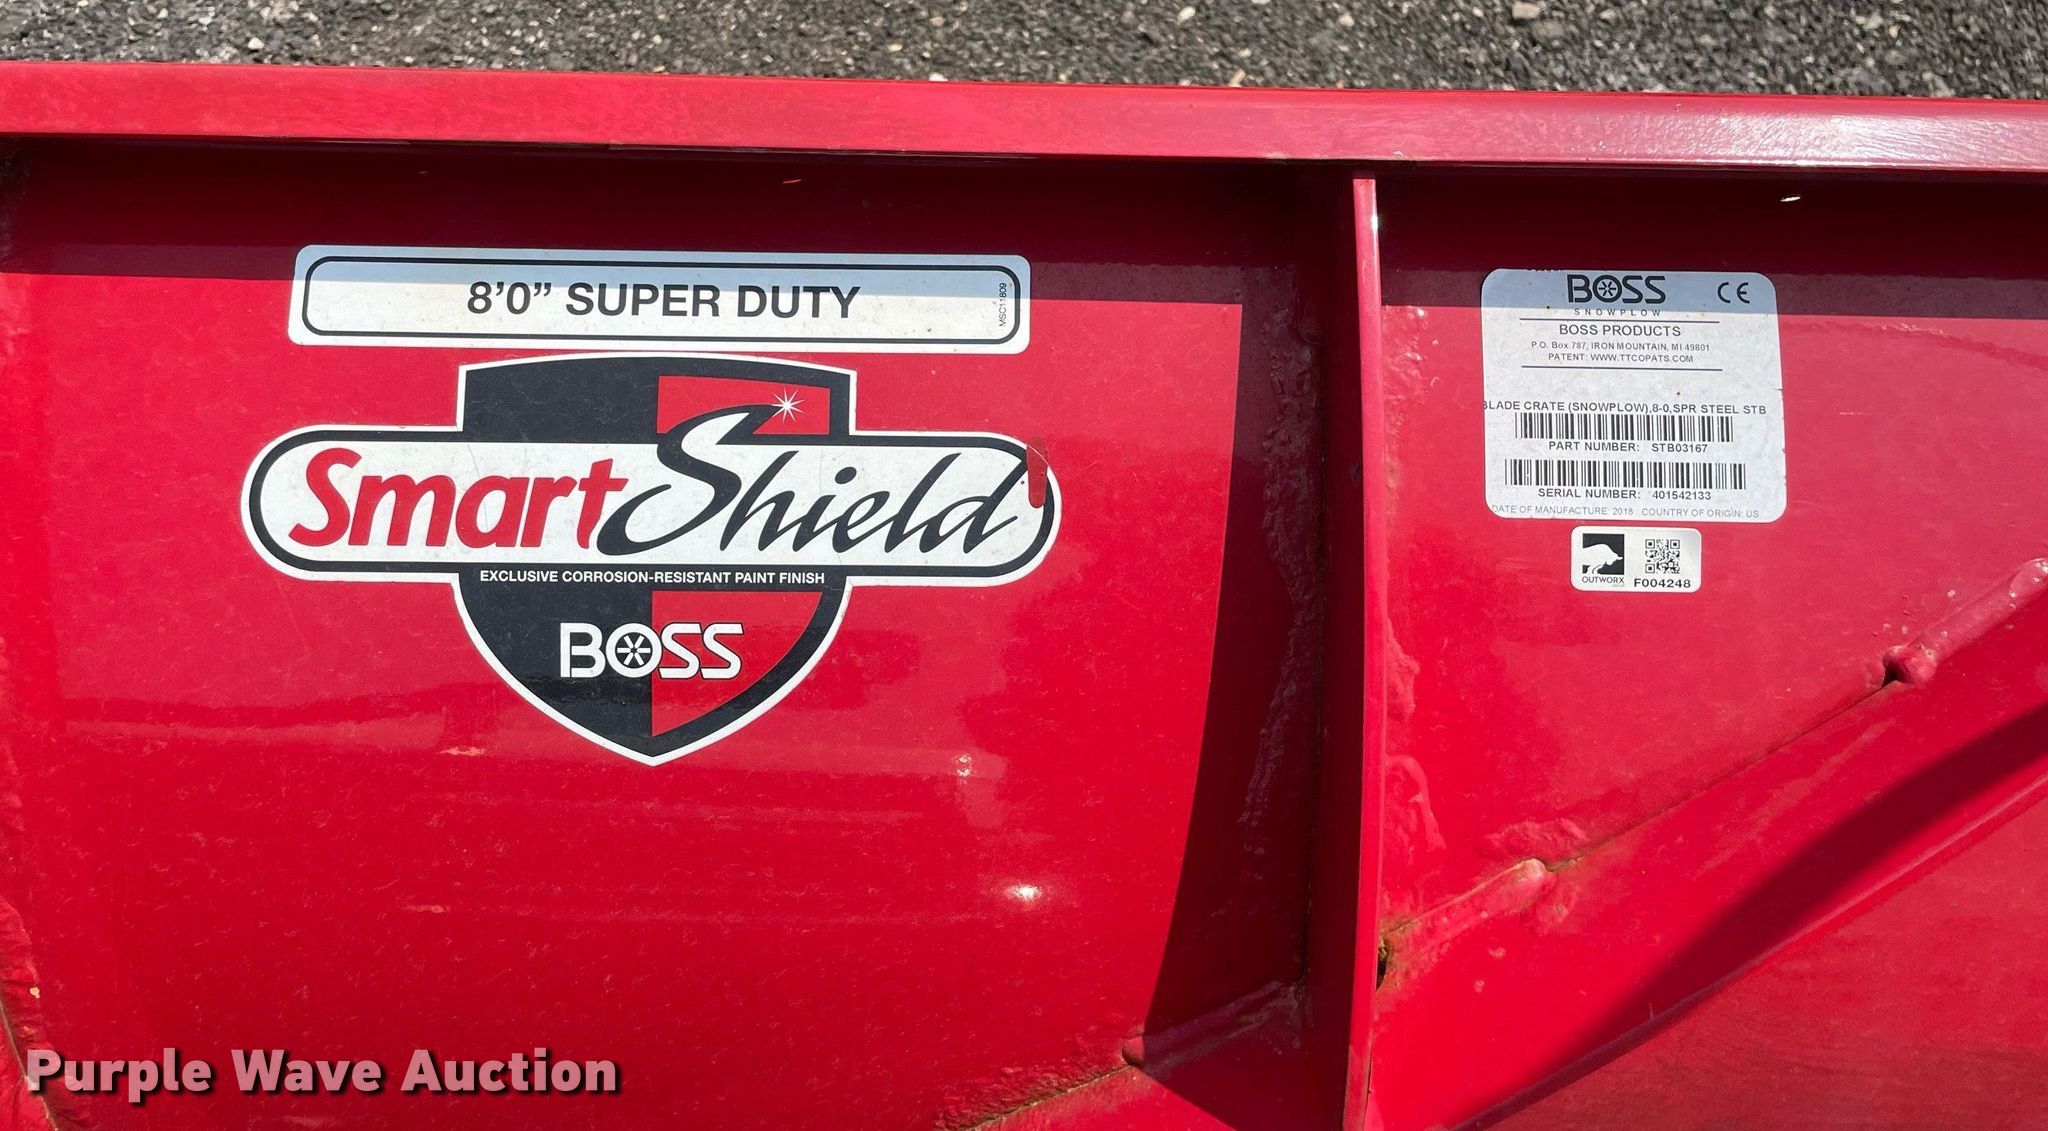 8'0” SUPER DUTY
MSC11809
SmartShield
EXCLUSIVE CORROSION-RESISTANT PAINT FINISH
BOSS
BOSS CE
SNOWPLOW
BOSS PRODUCTS
P.O. Box 787, IRON MOUNTAIN, MI 49801
PATENT: WWW.TTCOPATS.COM
BLADE CRATE (SNOWPLOW),8-0,SPR STEEL STB
PART NUMBER: STB03167
SERIAL NUMBER: 401542133
DATE OF MANUFACTURE: 2018 COUNTRY OF ORIGIN: US
OUTWORX
F004248
Purple Wave Auction